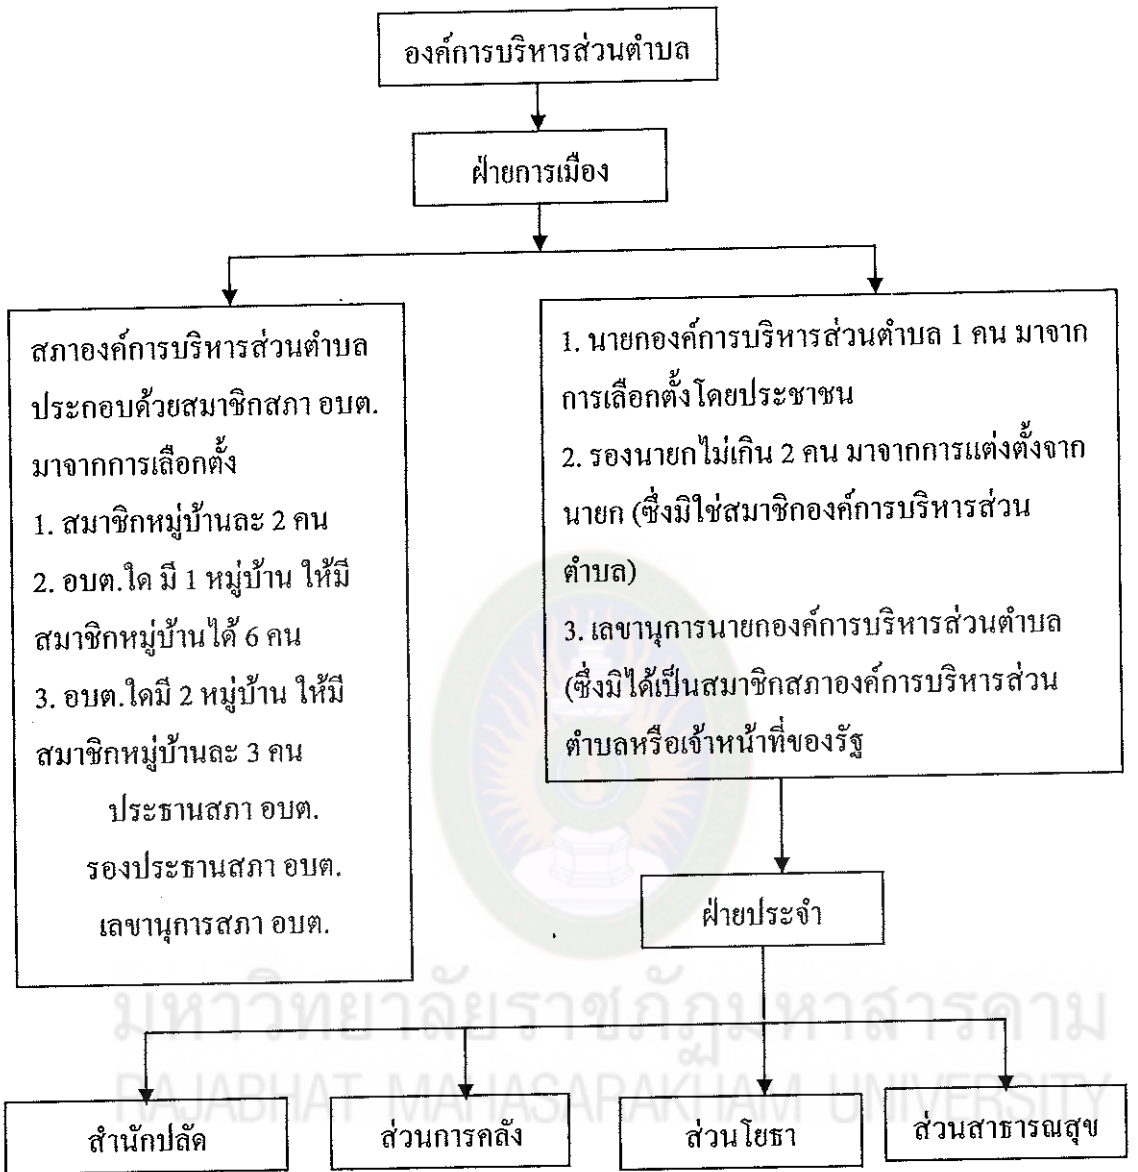 องค์การบริหารส่วนตำบล
ฝ่ายการเมือง
สภาองค์การบริหารส่วนตำบล
ประกอบด้วยสมาชิกสภา อบต.
มาจากการเลือกตั้ง
1. สมาชิกหมู่บ้านละ 2 คน
2. อบต.ใด มี 1 หมู่บ้าน ให้มี
สมาชิกหมู่บ้านได้ 6 คน
3. อบต.ใดมี 2 หมู่บ้าน ให้มี
สมาชิกหมู่บ้านละ 3 คน
ประธานสภา อบต.
รองประธานสภา อบต.
เลขานุการสภา อบต.
1. นายกองค์การบริหารส่วนตำบล 1 คน มาจาก
การเลือกตั้งโดยประชาชน
2. รองนายกไม่เกิน 2 คน มาจากการแต่งตั้งจาก
นายก (ซึ่งมิใช่สมาชิกองค์การบริหารส่วน
ตำบล)
3. เลขานุการนายกองค์การบริหารส่วนตำบล
(ซึ่งมิได้เป็นสมาชิกสภาองค์การบริหารส่วน
ตำบลหรือเจ้าหน้าที่ของรัฐ
ฝ่ายประจำ
มหาวิทยาลัยราชภัฏมหาสารคาม
RAJABHAT MAHASARAKHAM UNIVERSITY
สำนักปลัด
ส่วนการคลัง
ส่วนโยธา
ส่วนสาธารณสุข